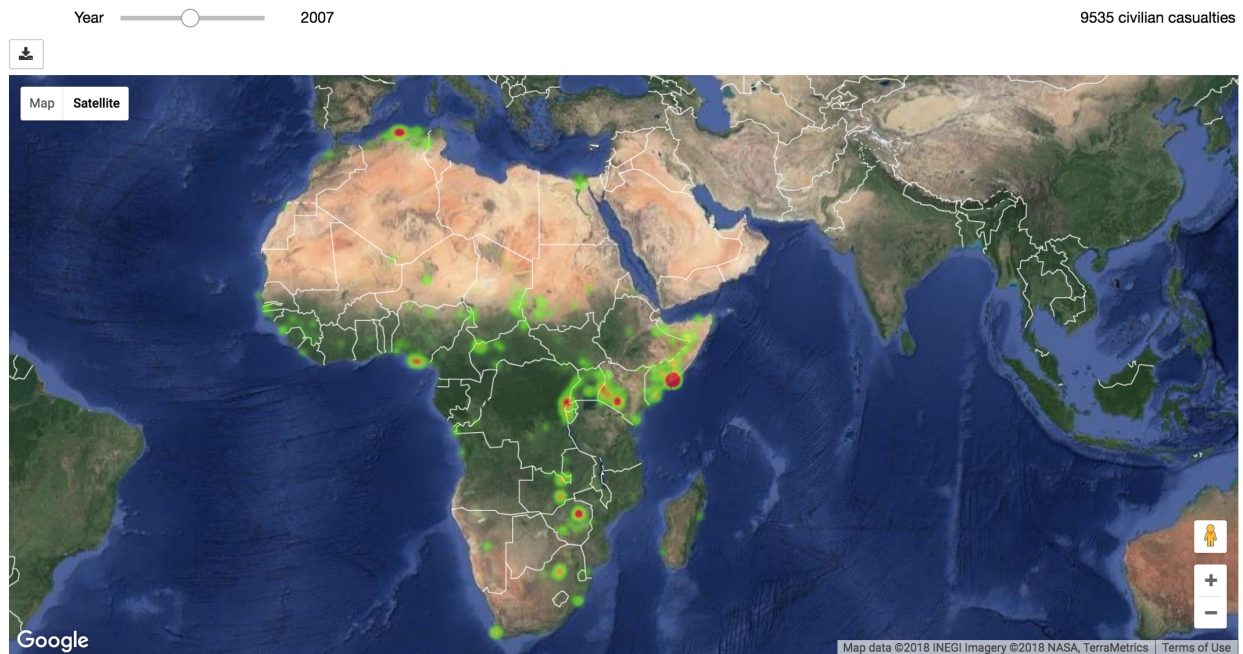 Year 2007 9535 civilian casualties
Map Satellite
+
−
Google Map data ©2018 INEGI Imagery ©2018 NASA, TerraMetrics Terms of Use